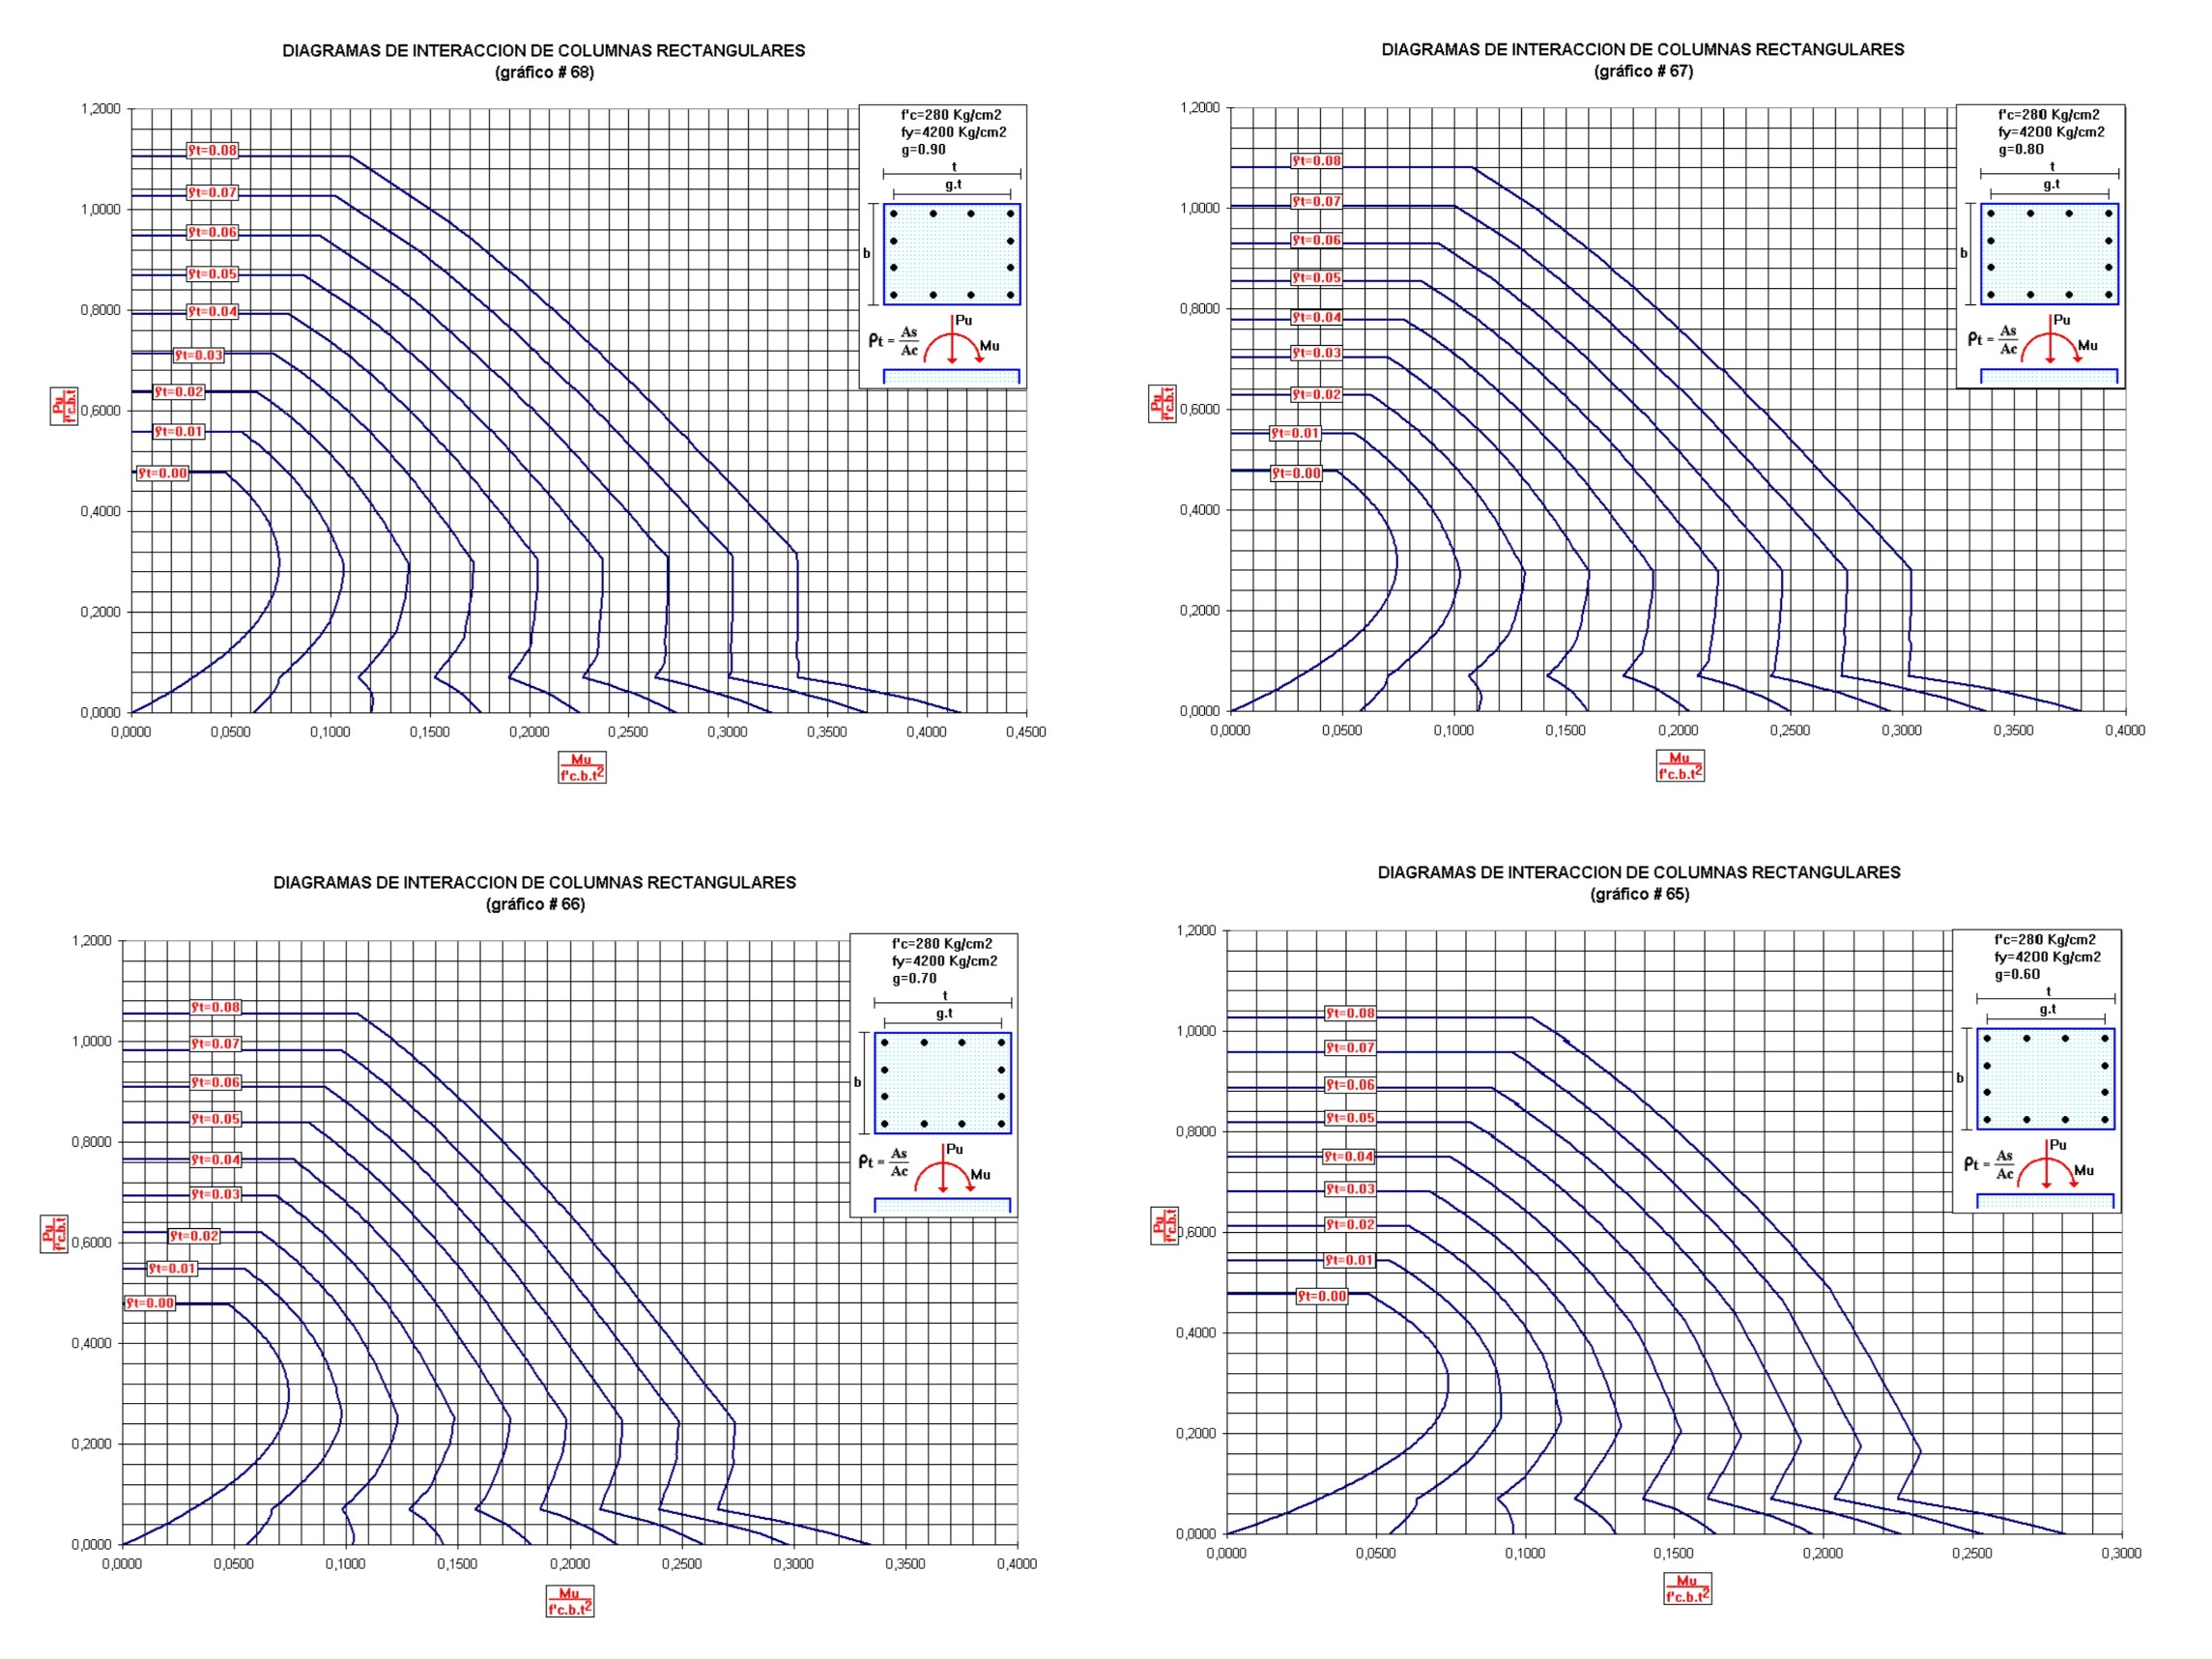 DIAGRAMAS DE INTERACCION DE COLUMNAS RECTANGULARES
(gráfico # 68)
1,2000
1,0000
0,8000
0,6000
0,4000
0,2000
0,0000
Pu
f'c.b.t
ρt=0.08
ρt=0.07
ρt=0.06
ρt=0.05
ρt=0.04
ρt=0.03
ρt=0.02
ρt=0.01
ρt=0.00
f'c=280 Kg/cm2
fy=4200 Kg/cm2
g=0.90
t
g.t
b
Pu
ρt = As
Ac
Mu
0,0000 0,0500 0,1000 0,1500 0,2000 0,2500 0,3000 0,3500 0,4000 0,4500
Mu
f'c.b.t2
DIAGRAMAS DE INTERACCION DE COLUMNAS RECTANGULARES
(gráfico # 67)
1,2000
1,0000
0,8000
0,6000
0,4000
0,2000
0,0000
Pu
f'c.b.t
ρt=0.08
ρt=0.07
ρt=0.06
ρt=0.05
ρt=0.04
ρt=0.03
ρt=0.02
ρt=0.01
ρt=0.00
f'c=280 Kg/cm2
fy=4200 Kg/cm2
g=0.80
t
g.t
b
Pu
ρt = As
Ac
Mu
0,0000 0,0500 0,1000 0,1500 0,2000 0,2500 0,3000 0,3500 0,4000
Mu
f'c.b.t2
DIAGRAMAS DE INTERACCION DE COLUMNAS RECTANGULARES
(gráfico # 66)
1,2000
1,0000
0,8000
0,6000
0,4000
0,2000
0,0000
Pu
f'c.b.t
ρt=0.08
ρt=0.07
ρt=0.06
ρt=0.05
ρt=0.04
ρt=0.03
ρt=0.02
ρt=0.01
ρt=0.00
f'c=280 Kg/cm2
fy=4200 Kg/cm2
g=0.70
t
g.t
b
Pu
ρt = As
Ac
Mu
0,0000 0,0500 0,1000 0,1500 0,2000 0,2500 0,3000 0,3500 0,4000
Mu
f'c.b.t2
DIAGRAMAS DE INTERACCION DE COLUMNAS RECTANGULARES
(gráfico # 65)
1,2000
1,0000
0,8000
0,6000
0,4000
0,2000
0,0000
Pu
f'c.b.t
ρt=0.08
ρt=0.07
ρt=0.06
ρt=0.05
ρt=0.04
ρt=0.03
ρt=0.02
ρt=0.01
ρt=0.00
f'c=280 Kg/cm2
fy=4200 Kg/cm2
g=0.60
t
g.t
b
Pu
ρt = As
Ac
Mu
0,0000 0,0500 0,1000 0,1500 0,2000 0,2500 0,3000
Mu
f'c.b.t2